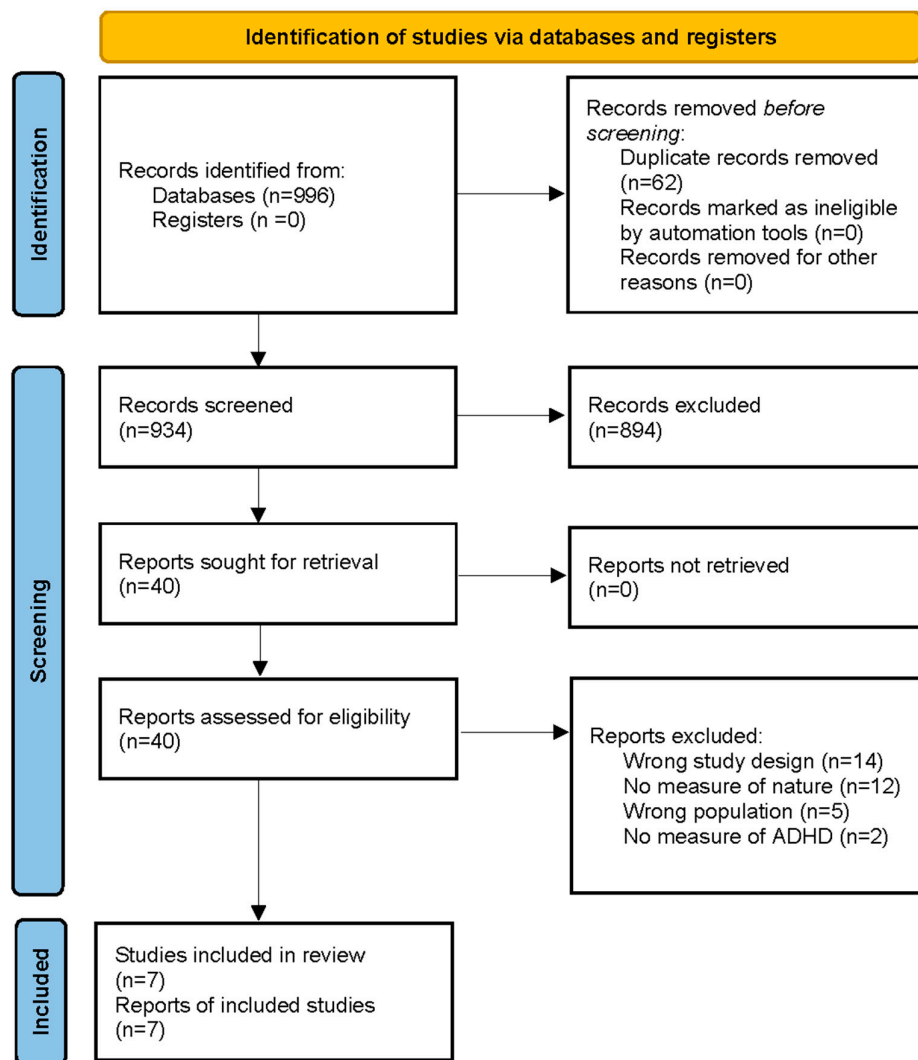 Identification of studies via databases and registers
Identification
Records identified from:
Databases (n=996)
Registers (n =0)
Records removed before
screening:
Duplicate records removed
(n=62)
Records marked as ineligible
by automation tools (n=0)
Records removed for other
reasons (n=0)
Screening
Records screened
(n=934)
Records excluded
(n=894)
Reports sought for retrieval
(n=40)
Reports not retrieved
(n=0)
Reports assessed for eligibility
(n=40)
Reports excluded:
Wrong study design (n=14)
No measure of nature (n=12)
Wrong population (n=5)
No measure of ADHD (n=2)
Included
Studies included in review
(n=7)
Reports of included studies
(n=7)